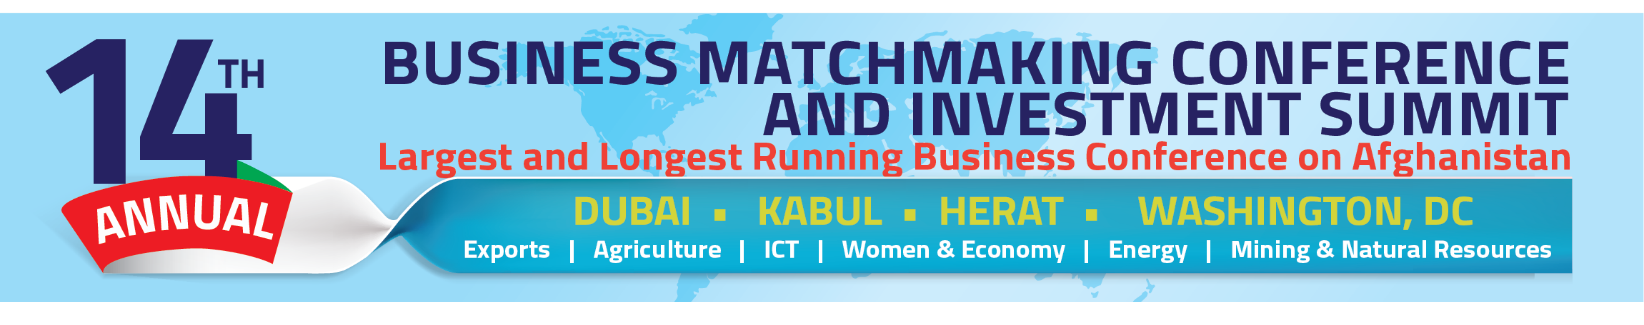 14TH
ANNUAL
BUSINESS MATCHMAKING CONFERENCE
AND INVESTMENT SUMMIT
Largest and Longest Running Business Conference on Afghanistan
DUBAI ▪ KABUL ▪ HERAT ▪ WASHINGTON, DC
Exports | Agriculture | ICT | Women & Economy | Energy | Mining & Natural Resources